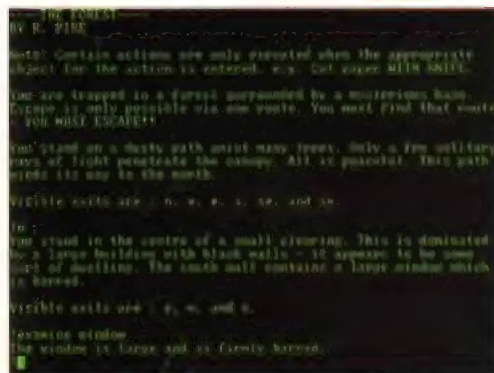 THE FOREST
BY R. PIKE
Note! Certain actions are only executed when the appropriate
object for the action is entered. e.g. Cut paper WITH KNIFE.
You are trapped in a forest surrounded by a mysterious haze.
Escape is only possible via one route. You must find that route
- YOU MUST ESCAPE!!
You stand on a dusty path amist many trees. Only a few solitary
rays of light penetrate the canopy. All is peaceful. This path
winds its way to the north.
Visible exits are : n, e, s, se, and sw.
You stand in the centre of a small clearing. This is dominated
by a large building with black walls - it appears to be some
sort of dwelling. The south wall contains a large window which
is barred.
Visible exits are : e, w, and s.
examine window
The window is large and is firmly barred.